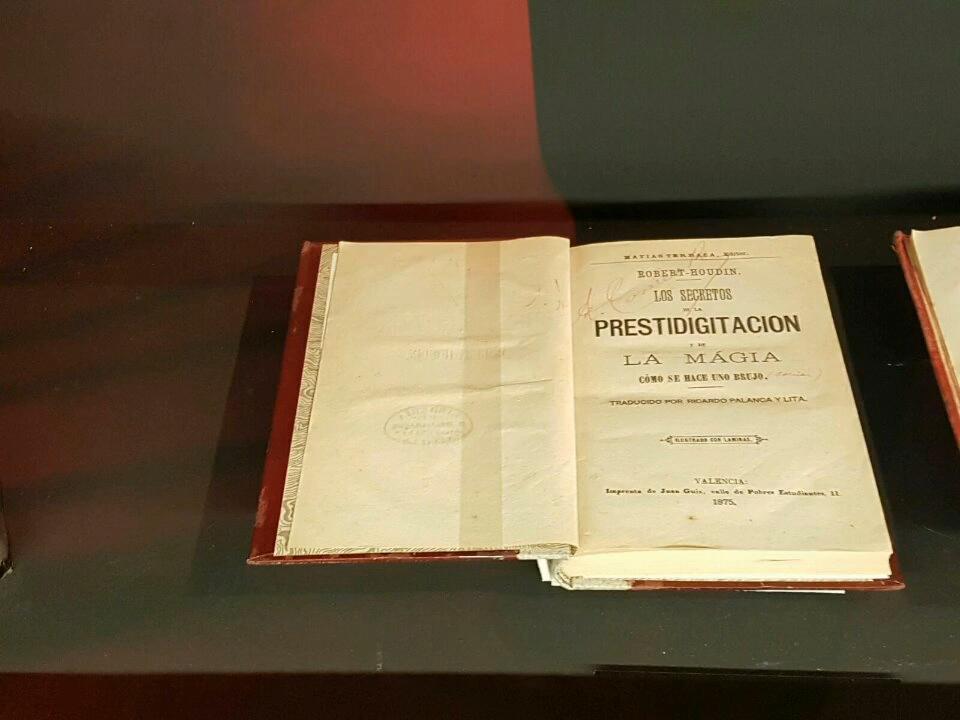 MATIAS TERRAZA, Editor.
ROBERT-HOUDIN.
LOS SECRETOS
DE LA
PRESTIDIGITACION
Y DE
LA MÁGIA
CÓMO SE HACE UNO BRUJO.
TRADUCIDO POR RICARDO PALANCA Y LITA.
ILUSTRADO CON LAMINAS.
VALENCIA:
Imprenta de Juan Guix, calle de Pobres Estudiantes, 11.
1875.